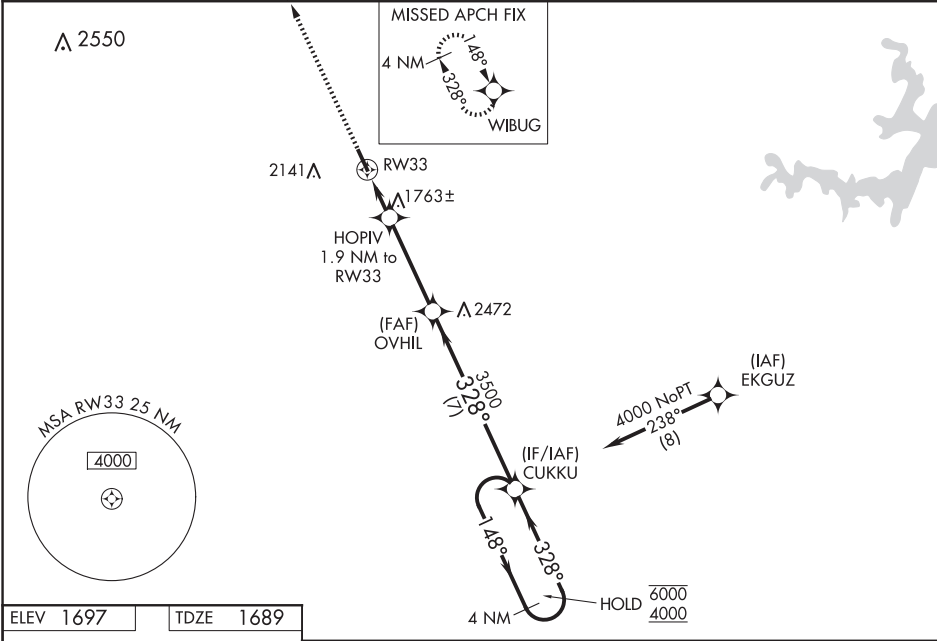 2550
MISSED APCH FIX
4 NM
148°
328°
WIBUG
2141
RW33
1763±
HOPIV
1.9 NM to
RW33
(FAF)
OVHIL
2472
3500
328°
(7)
(IAF)
EKGUZ
4000 NoPT
238°
(8)
(IF/IAF)
CUKKU
MSA RW33 25 NM
4000
148°
328°
4 NM
HOLD
6000
4000
ELEV 1697
TDZE 1689